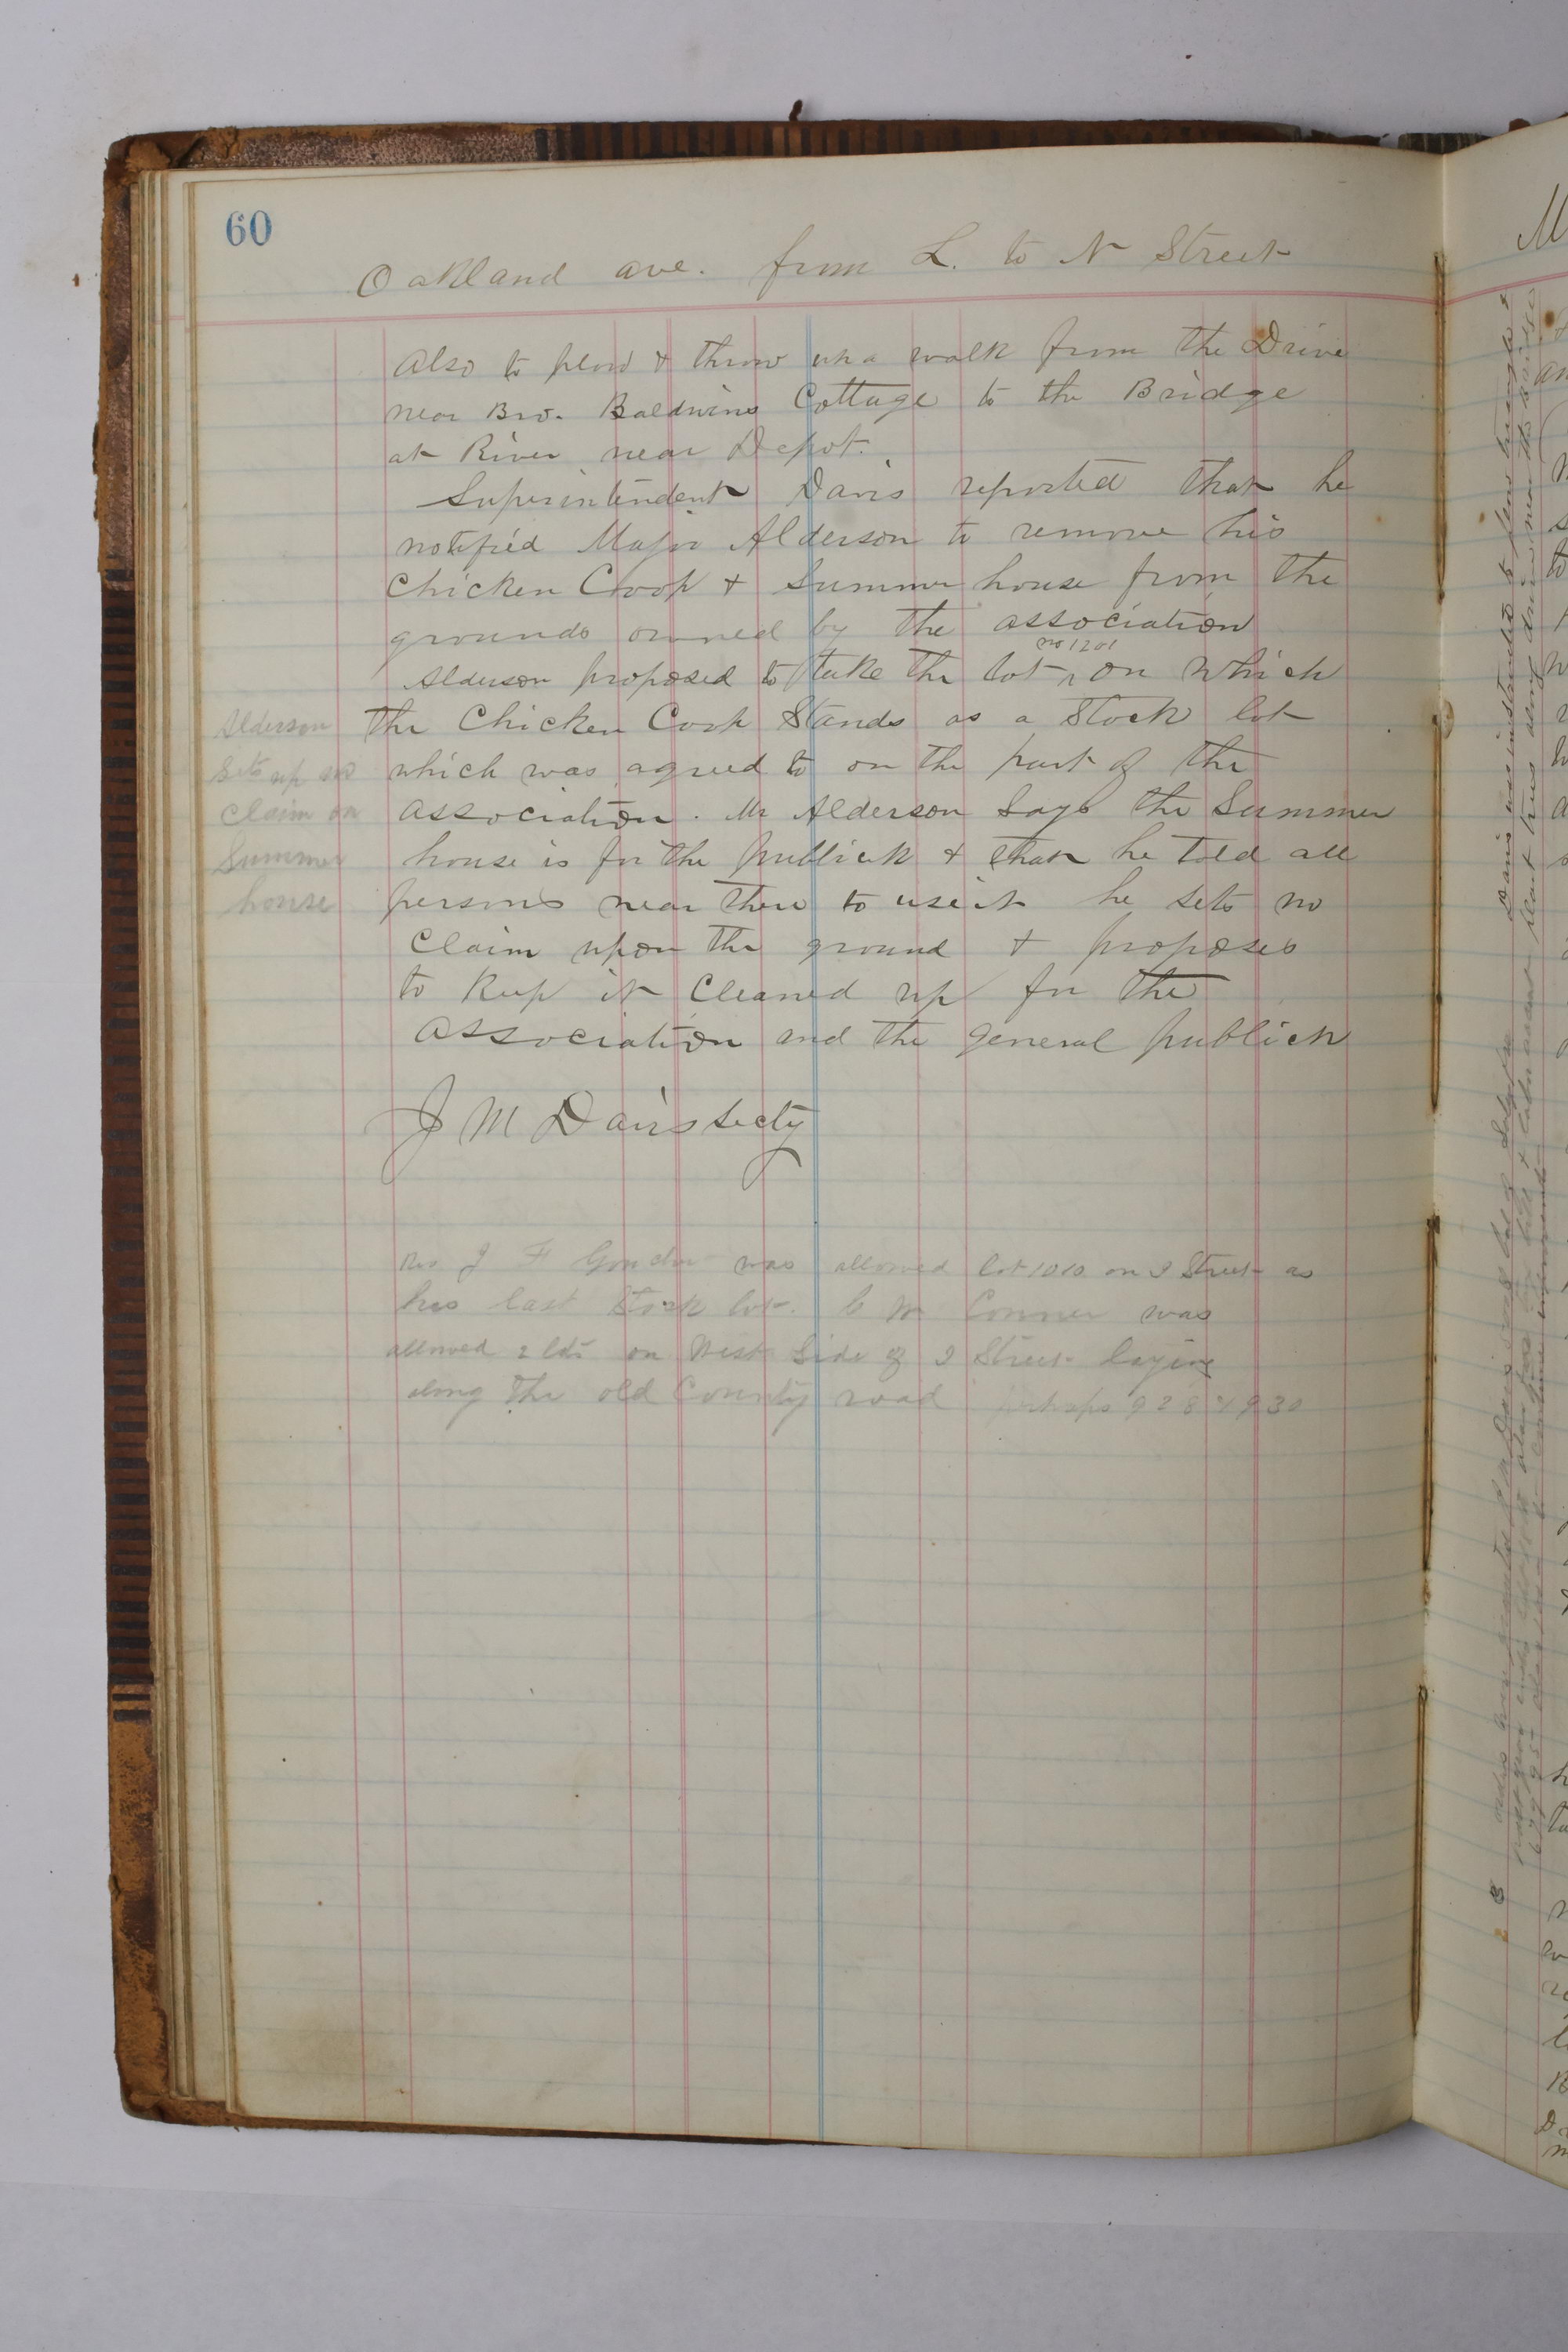 60
Oakland ave. from L. to N Street
Also to plow & throw up a walk from the Drive
near Bro. Baldwins Cottage to the Bridge
at River near Depot.
Superintendent Davis reported that he
notified Major Alderson to remove his
Chicken Coop & Summer house from the
grounds owned by the association
no 1201
Alderson proposed to take the lot ^ on which
the Chicken Coop Stands as a Stock lot
which was agreed to on the part of the
association. Mr Alderson Says the Summer
house is for the publick & that he told all
persons near there to use it he sets no
Claim upon the ground & proposes
to Keep it Cleaned up for the
association and the general publick
Alderson
Sets up no
Claim on
Summer
house
J M Davis Secty
Rev J F was allowed lot 1010 on I Street as
his last Stock lot. C M Conner was
allowed 2 lots on West Side of I Street laying
along the old County road perhaps 928 & 930